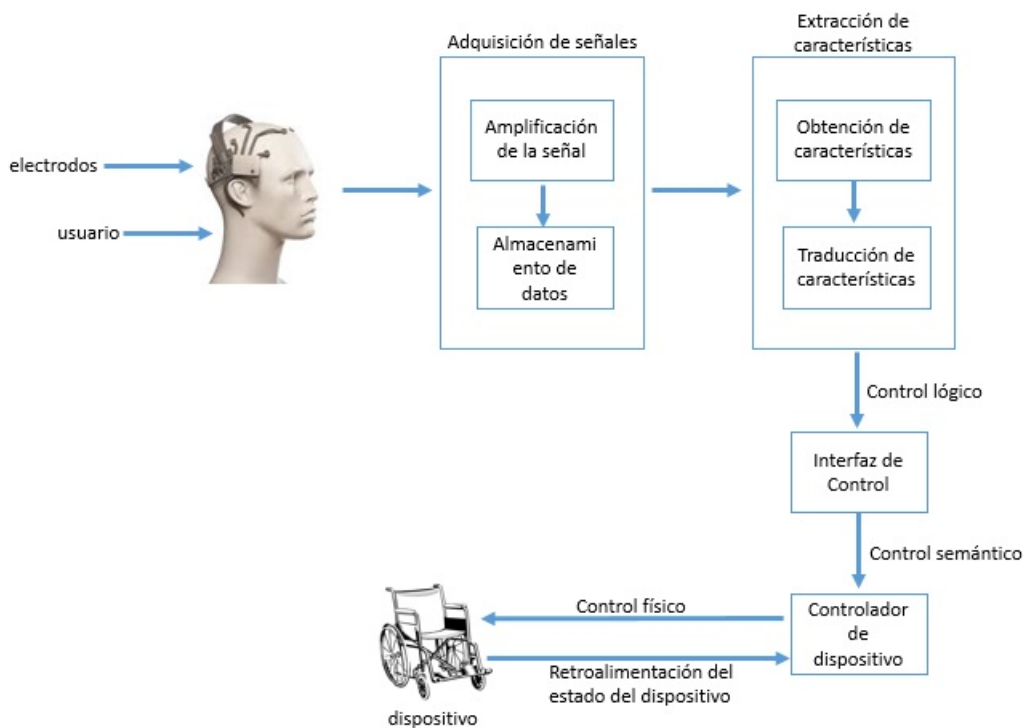 electrodos
usuario
Adquisición de señales
Amplificación
de la señal
Almacenami
ento de
datos
Extracción de
características
Obtención de
características
Traducción de
características
Control lógico
Interfaz de
Control
Control semántico
Controlador
de
dispositivo
Control físico
Retroalimentación del
estado del dispositivo
dispositivo